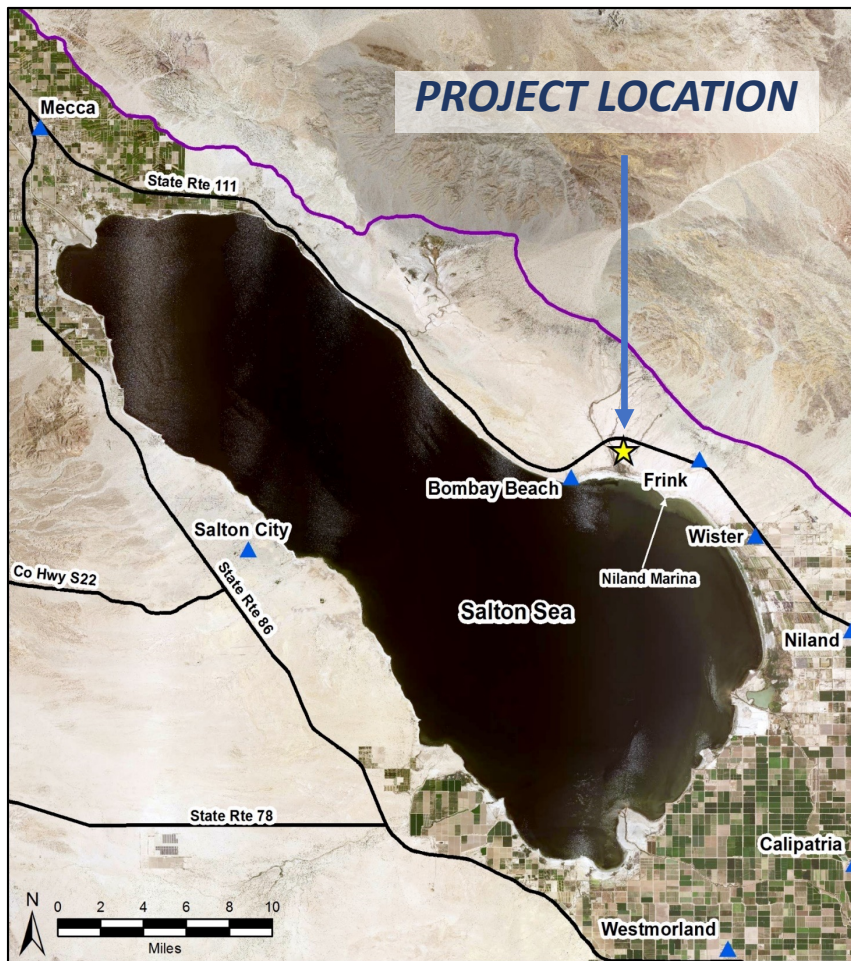 PROJECT LOCATION
Mecca
State Rte 111
Bombay Beach
Frink
Wister
Niland Marina
Salton City
Co Hwy S22
State Rte 86
Salton Sea
Niland
State Rte 78
Calipatria
Westmorland
N
0 2 4 6 8 10
Miles